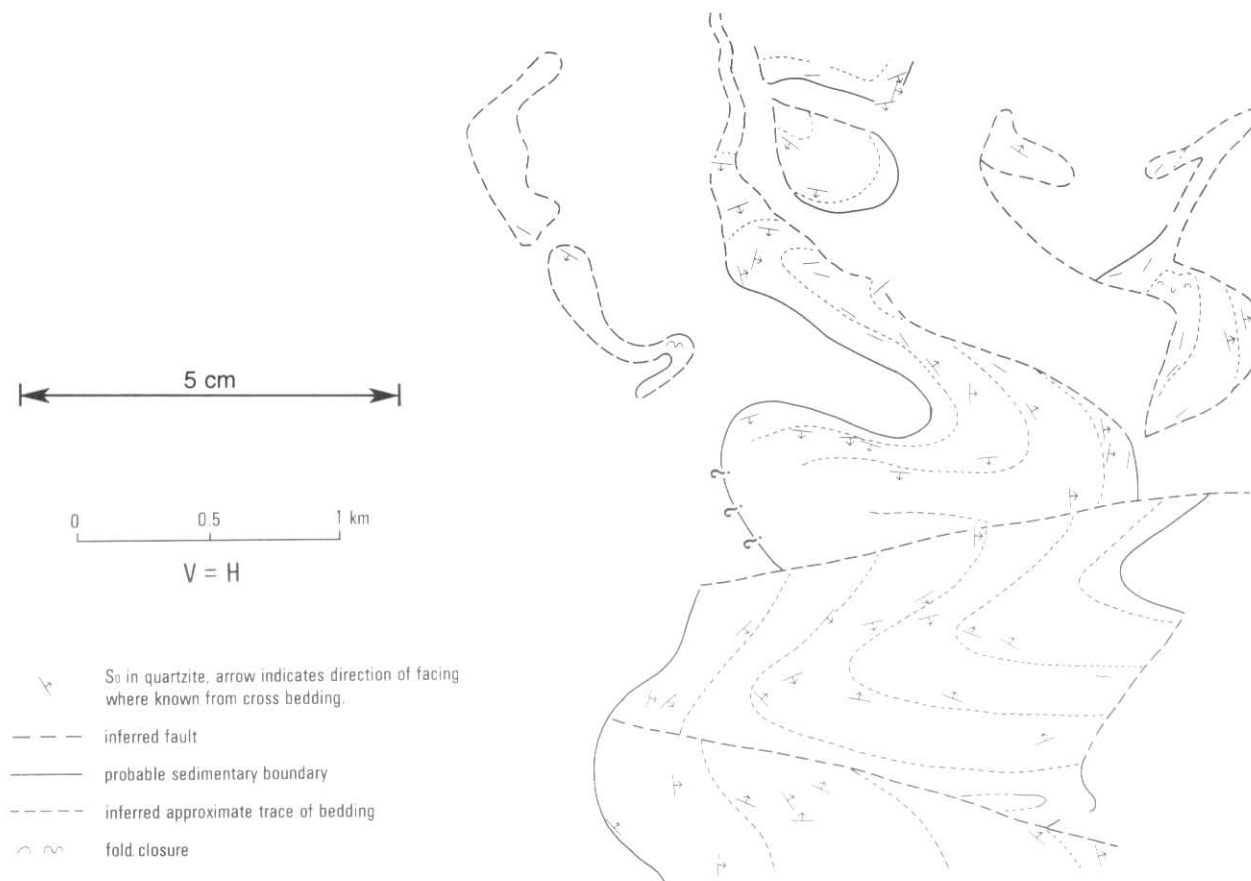 5 cm
0 0.5 1 km
V = H
S₀ in quartzite, arrow indicates direction of facing
where known from cross bedding.
inferred fault
probable sedimentary boundary
inferred approximate trace of bedding
fold closure
?
?
?